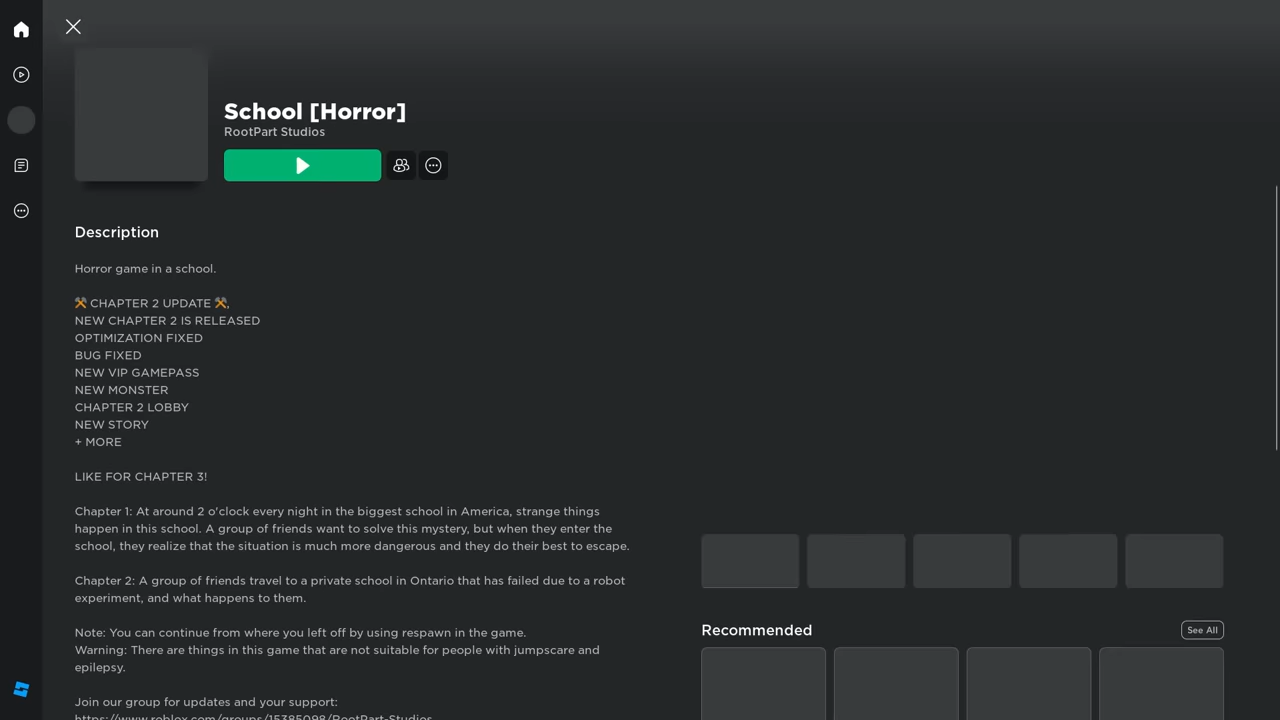 School [Horror]
RootPart Studios
Description
Horror game in a school.
⚒️ CHAPTER 2 UPDATE ⚒️,
NEW CHAPTER 2 IS RELEASED
OPTIMIZATION FIXED
BUG FIXED
NEW VIP GAMEPASS
NEW MONSTER
CHAPTER 2 LOBBY
NEW STORY
+ MORE
LIKE FOR CHAPTER 3!
Chapter 1: At around 2 o'clock every night in the biggest school in America, strange things
happen in this school. A group of friends want to solve this mystery, but when they enter the
school, they realize that the situation is much more dangerous and they do their best to escape.
Chapter 2: A group of friends travel to a private school in Ontario that has failed due to a robot
experiment, and what happens to them.
Note: You can continue from where you left off by using respawn in the game.
Warning: There are things in this game that are not suitable for people with jumpscare and
epilepsy.
Join our group for updates and your support:
https://www.roblox.com/groups/15385098/RootPart-Studios
Recommended
See All